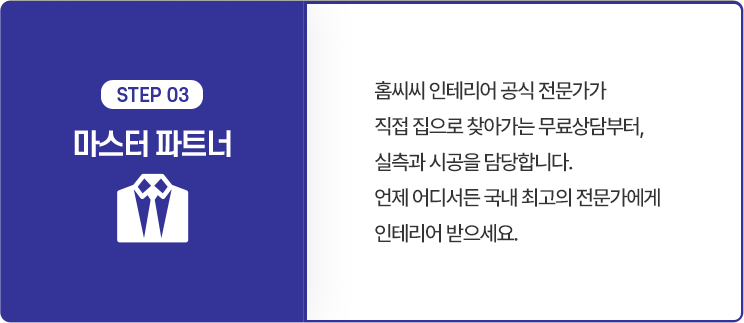 STEP 03
마스터 파트너
홈씨씨 인테리어 공식 전문가가
직접 집으로 찾아가는 무료상담부터,
실측과 시공을 담당합니다.
언제 어디서든 국내 최고의 전문가에게
인테리어 받으세요.